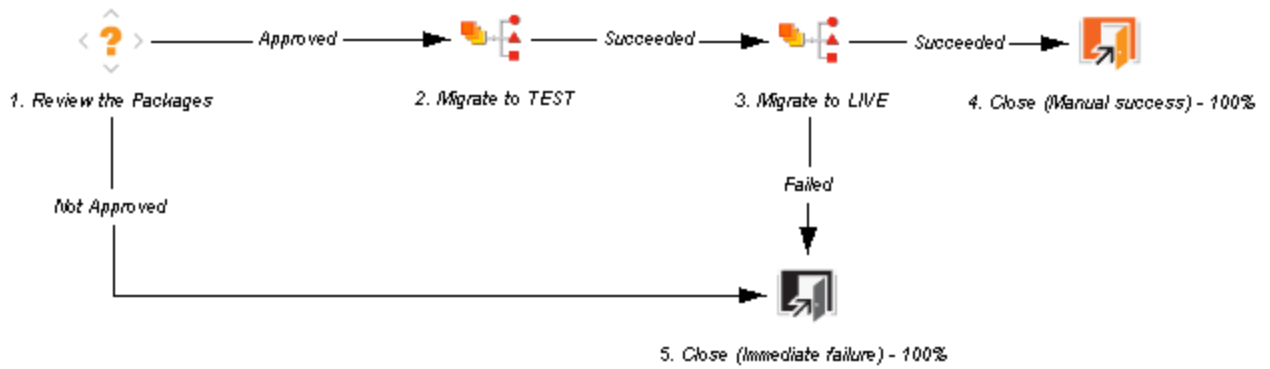 Approved
Succeeded
Succeeded
1. Review the Packages
2. Migrate to TEST
3. Migrate to LIVE
4. Close (Manual success) - 100%
Failed
Not Approved
5. Close (Immediate failure) - 100%